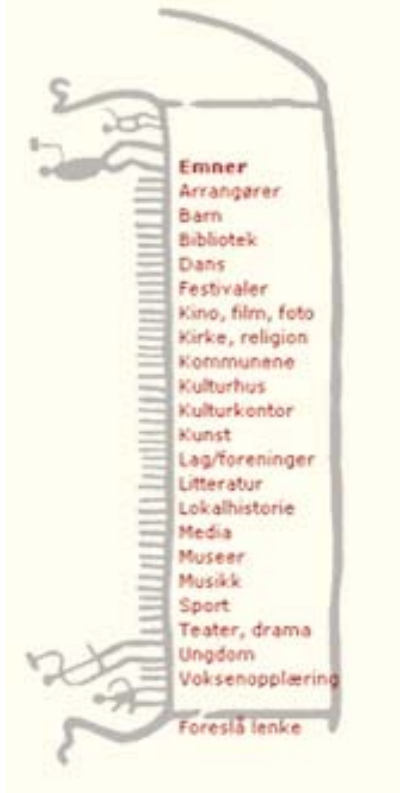 Emner
Arrangører
Barn
Bibliotek
Dans
Festivaler
Kino, film, foto
Kirke, religion
Kommunene
Kulturhus
Kulturkontor
Kunst
Lag/foreninger
Litteratur
Lokalhistorie
Media
Museer
Musikk
Sport
Teater, drama
Ungdom
Voksenopplæring
Foreslå lenke